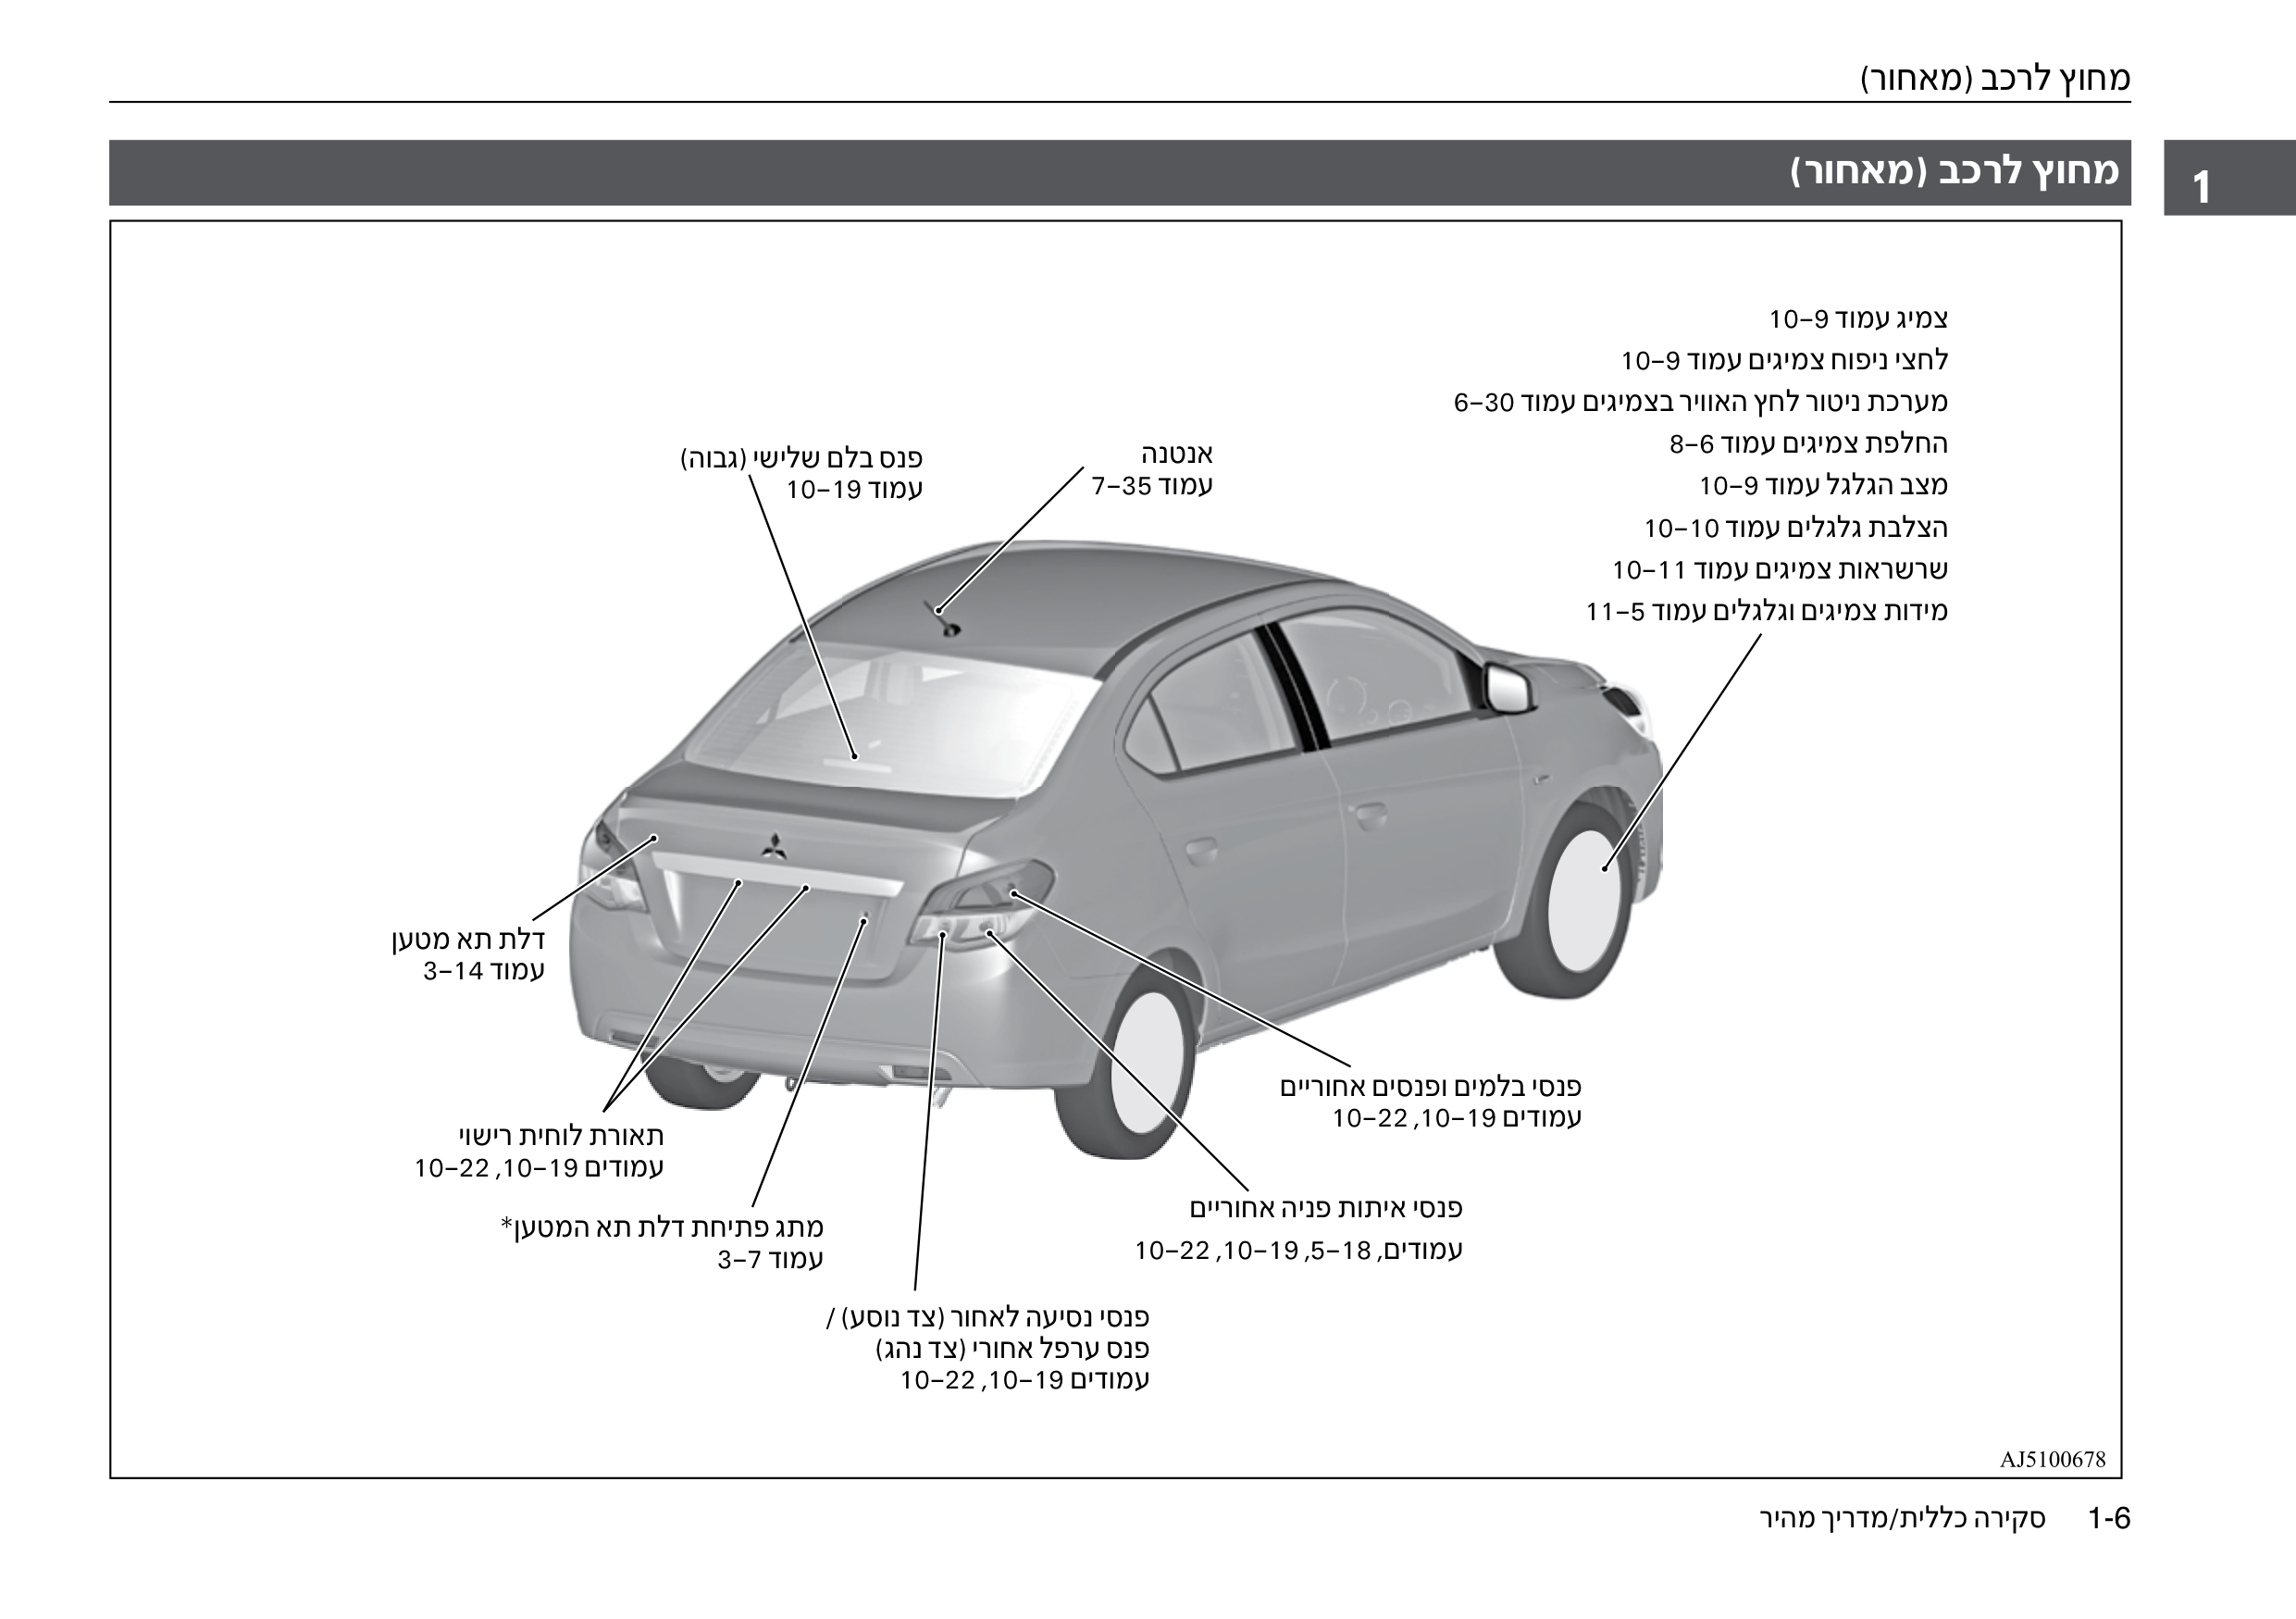 מחוץ לרכב (מאחור)
מחוץ לרכב (מאחור)
1
צמיג עמוד 10–9
לחצי ניפוח צמיגים עמוד 10–9
מערכת ניטור לחץ האוויר בצמיגים עמוד 6–30
החלפת צמיגים עמוד 8–6
מצב הגלגל עמוד 10–9
הצלבת גלגלים עמוד 10–10
שרשראות צמיגים עמוד 10–11
מידות צמיגים וגלגלים עמוד 11–5
אנטנה
עמוד 7–35
פנס בלם שלישי (גבוה)
עמוד 10–19
דלת תא מטען
עמוד 3–14
פנסי בלמים ופנסים אחוריים
עמודים 10–19, 10–22
תאורת לוחית רישוי
עמודים 10–19, 10–22
פנסי איתות פניה אחוריים
עמודים, 5–18, 10–19, 10–22
מתג פתיחת דלת תא המטען*
עמוד 3–7
פנסי נסיעה לאחור (צד נוסע) /
פנס ערפל אחורי (צד נהג)
עמודים 10–19, 10–22
AJ5100678
1-6 סקירה כללית/מדריך מהיר